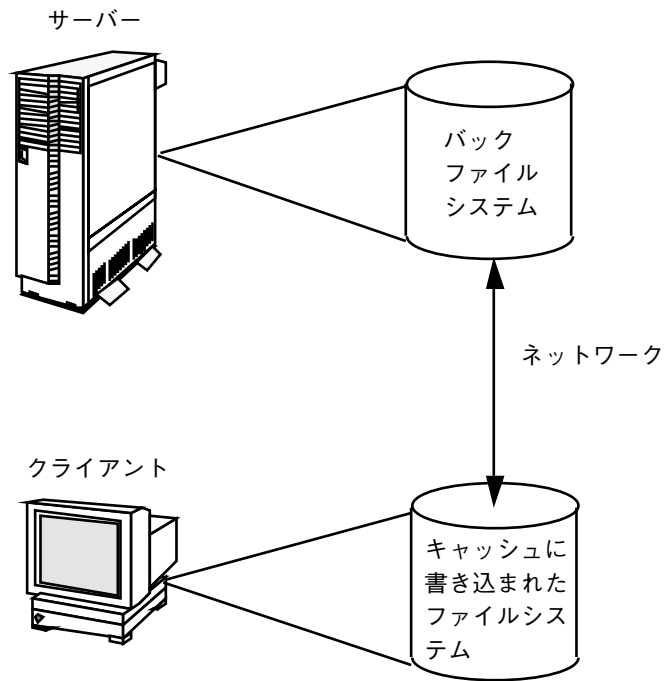 サーバー
バック
ファイル
システム
ネットワーク
クライアント
キャッシュに
書き込まれた
ファイルシス
テム